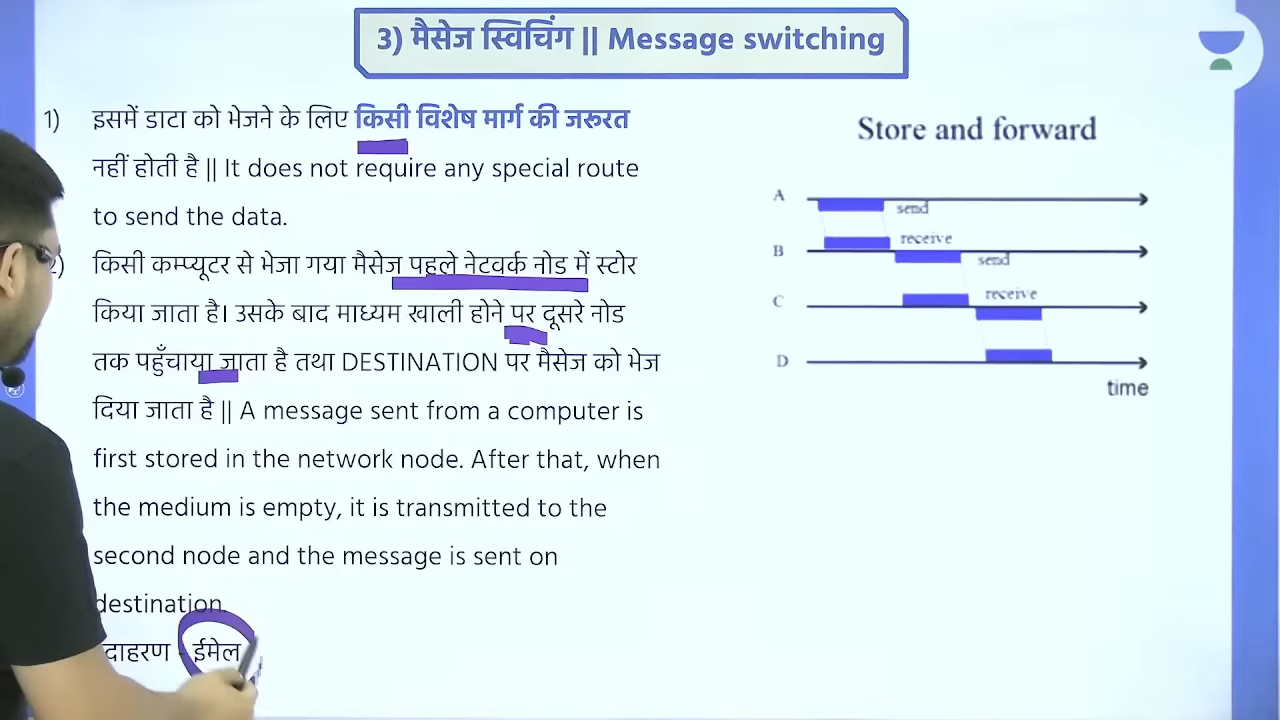 3) मैसेज स्विचिंग || Message switching
1) इसमें डाटा को भेजने के लिए किसी विशेष मार्ग की जरूरत
नहीं होती है || It does not require any special route
to send the data.
किसी कम्प्यूटर से भेजा गया मैसेज पहले नेटवर्क नोड में स्टोर
किया जाता है। उसके बाद माध्यम खाली होने पर दूसरे नोड
तक पहुँचाया जाता है तथा DESTINATION पर मैसेज को भेज
दिया जाता है || A message sent from a computer is
first stored in the network node. After that, when
the medium is empty, it is transmitted to the
second node and the message is sent on
destination.
दाहरण - ईमेल
Store and forward
A
send
receive
B
send
receive
C
D
time